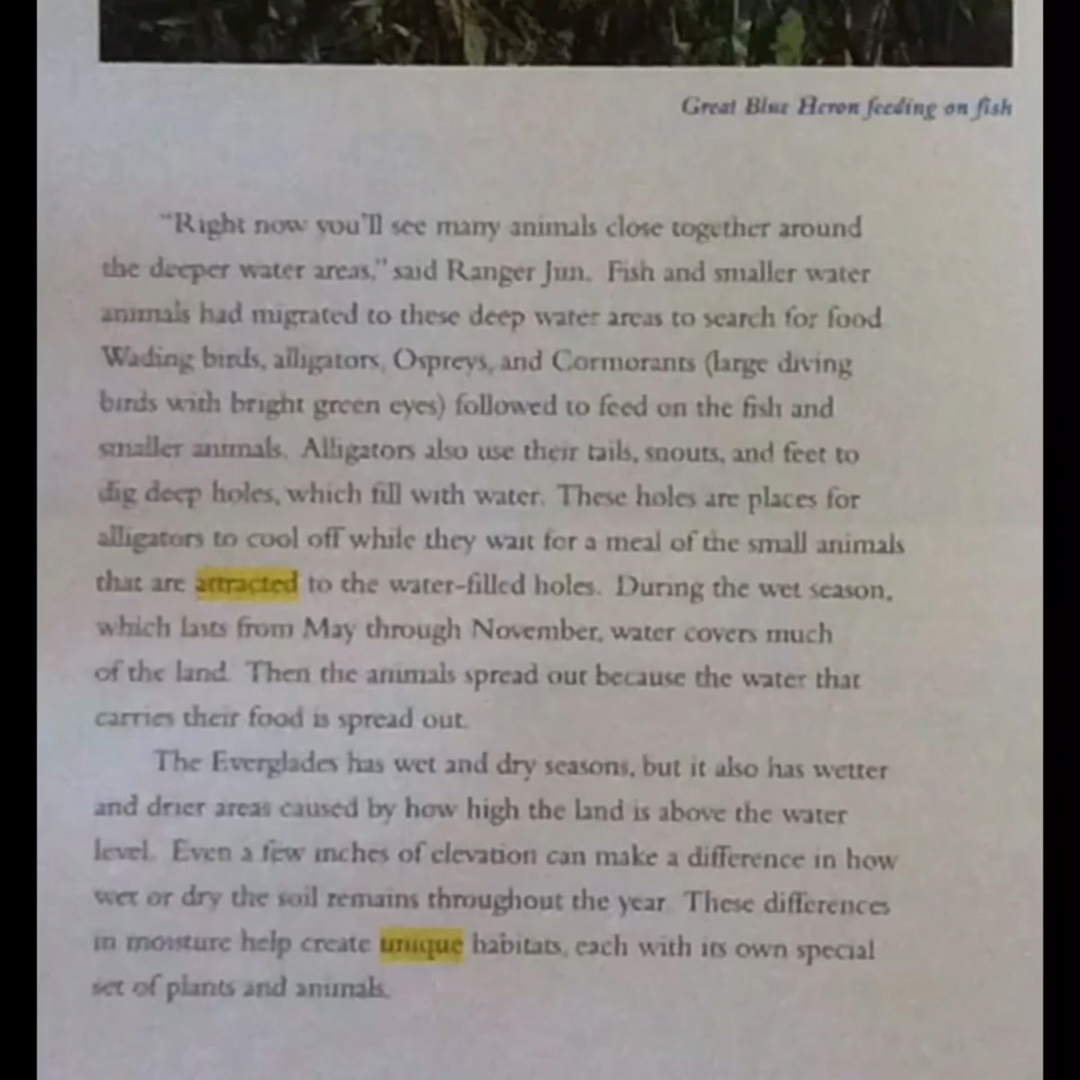 Great Blue Heron feeding on fish
"Right now you'll see many animals close together around
the deeper water areas," said Ranger Jim. Fish and smaller water
animals had migrated to these deep water areas to search for food.
Wading birds, alligators, Ospreys, and Cormorants (large diving
birds with bright green eyes) followed to feed on the fish and
smaller animals. Alligators also use their tails, snouts, and feet to
dig deep holes, which fill with water. These holes are places for
alligators to cool off while they wait for a meal of the small animals
that are attracted to the water-filled holes. During the wet season,
which lasts from May through November, water covers much
of the land. Then the animals spread out because the water that
carries their food is spread out.
The Everglades has wet and dry seasons, but it also has wetter
and drier areas caused by how high the land is above the water
level. Even a few inches of elevation can make a difference in how
wet or dry the soil remains throughout the year. These differences
in moisture help create unique habitats, each with its own special
set of plants and animals.